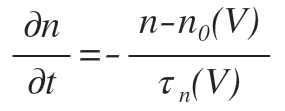 ∂n/∂t = - (n-n₀(V))/(τₙ(V))